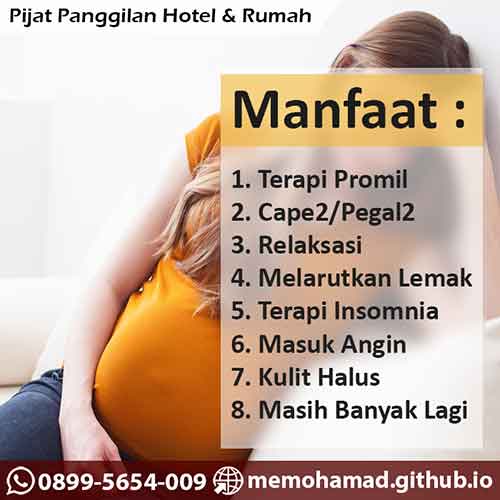 Pijat Panggilan Hotel & Rumah
Manfaat :
1. Terapi Promil
2. Cape2/Pegal2
3. Relaksasi
4. Melarutkan Lemak
5. Terapi Insomnia
6. Masuk Angin
7. Kulit Halus
8. Masih Banyak Lagi
0899-5654-009 memohamad.github.io